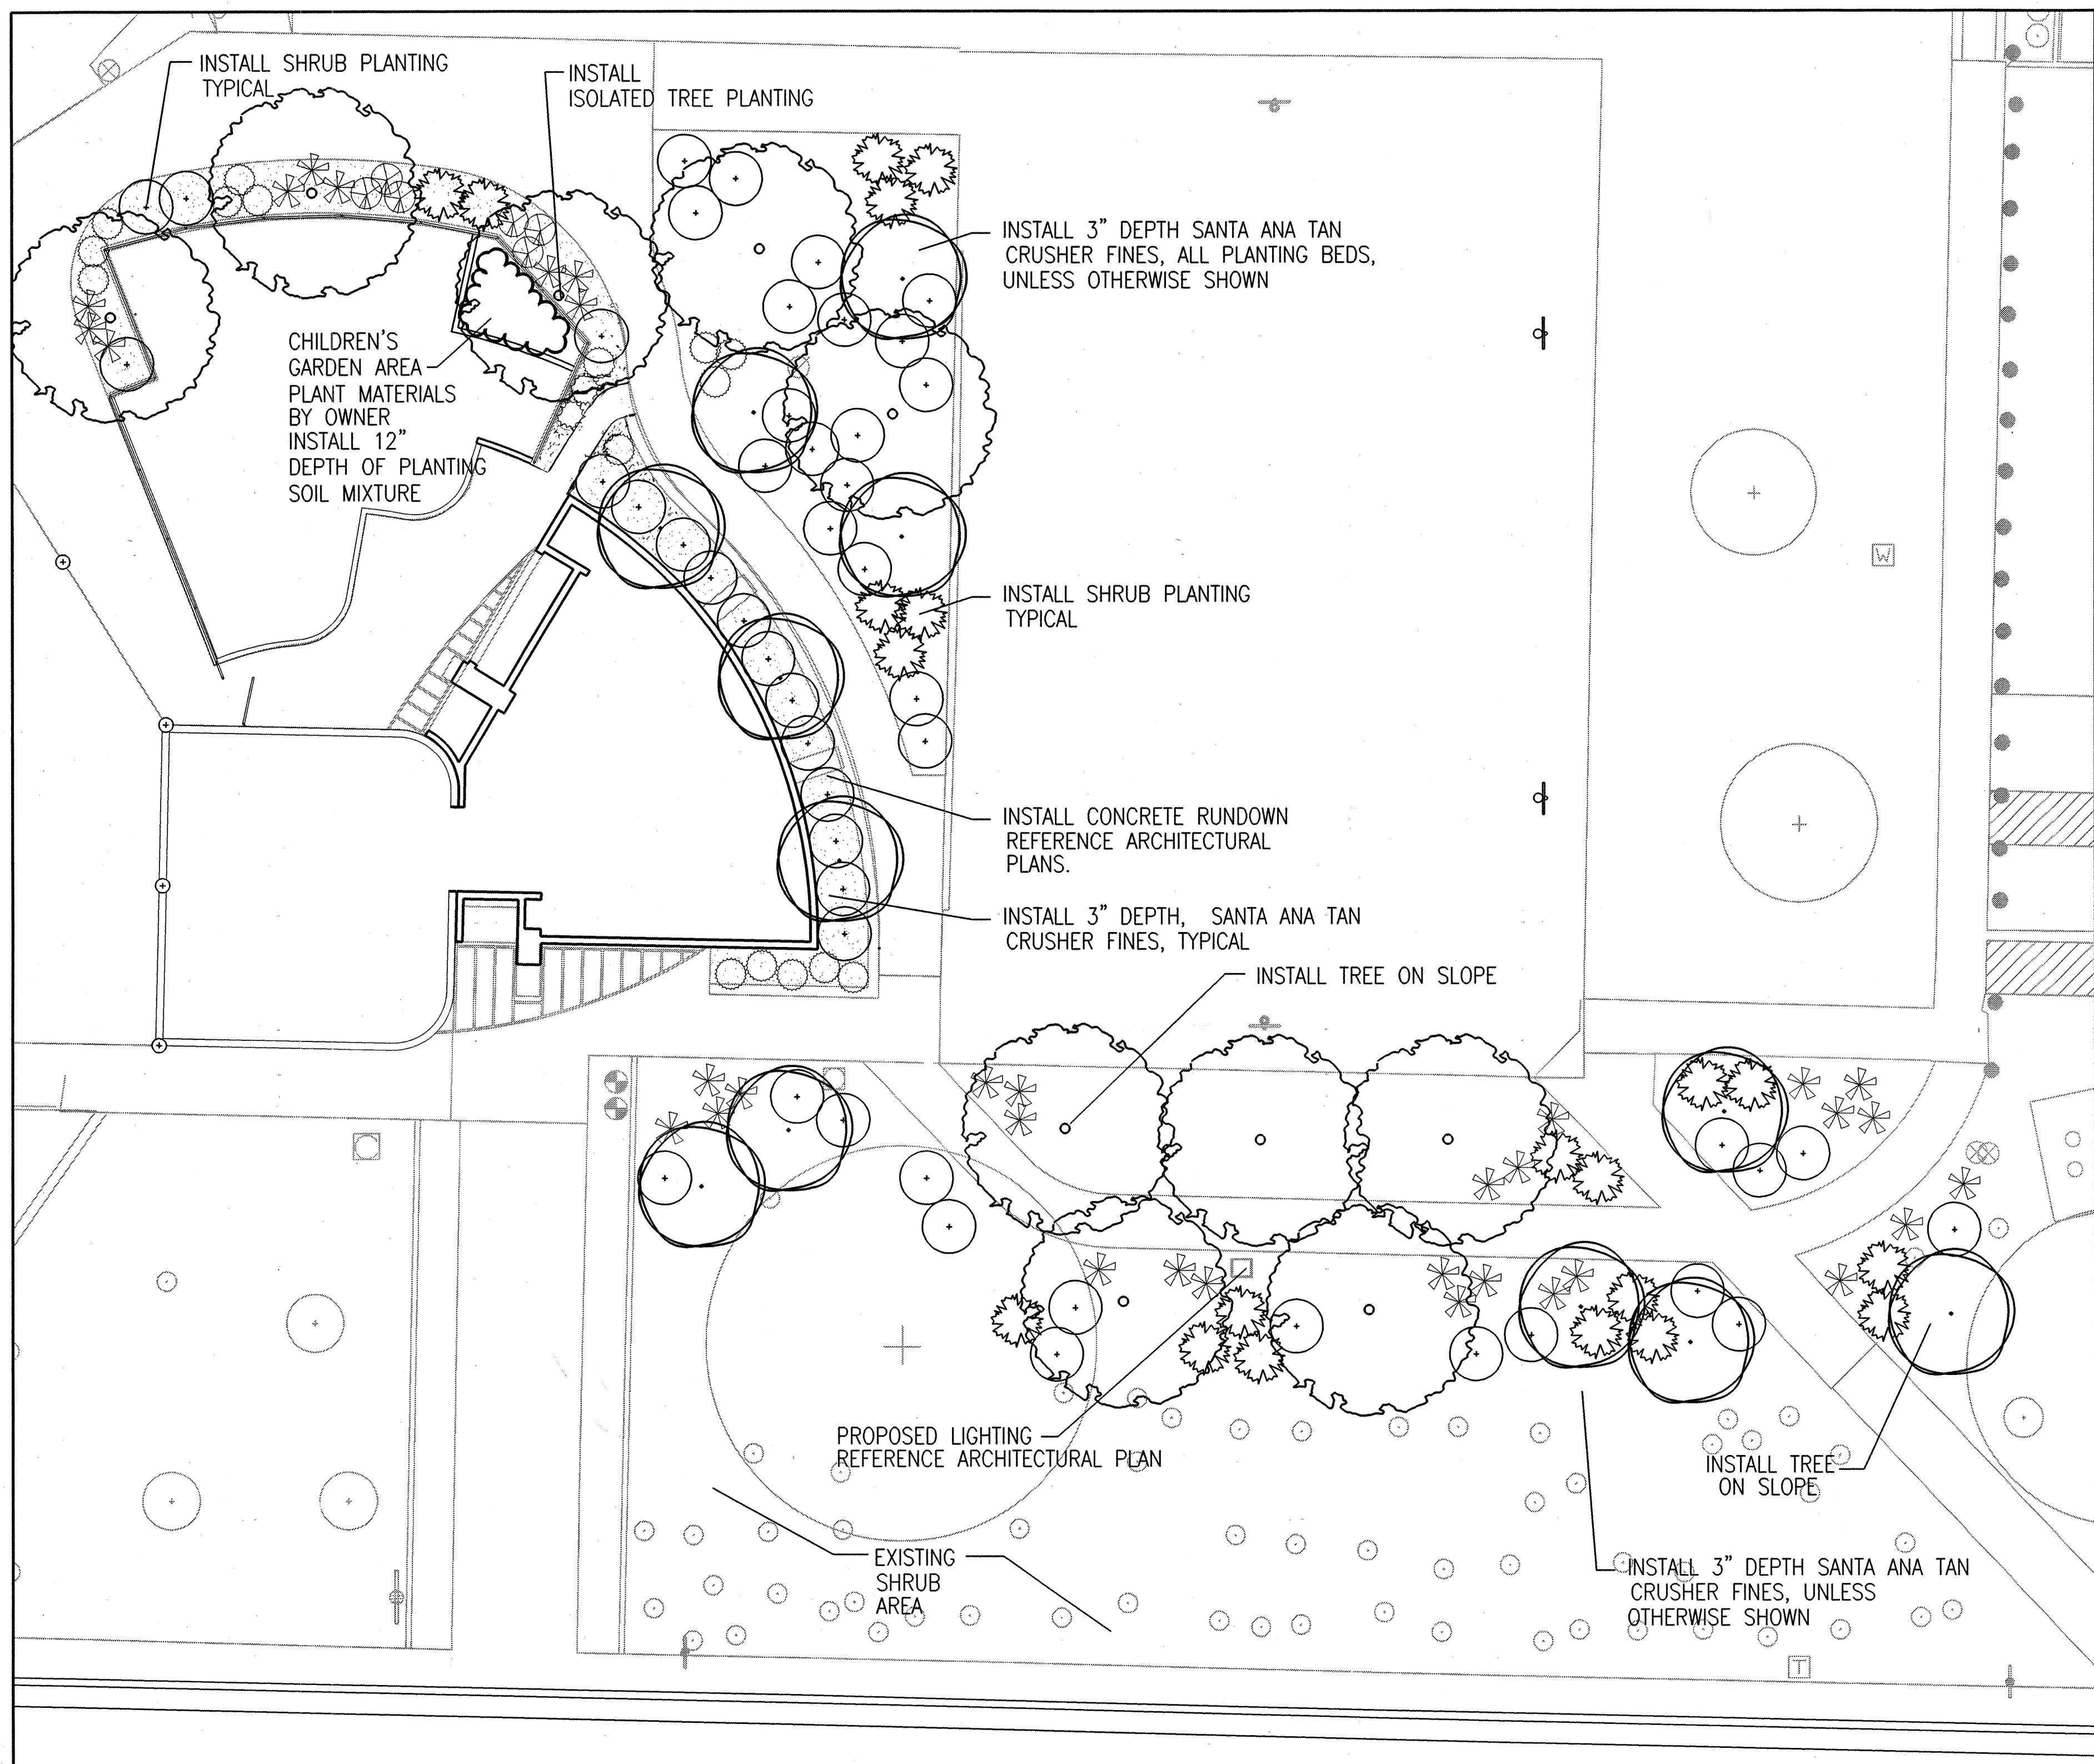 INSTALL SHRUB PLANTING
TYPICAL
INSTALL
ISOLATED TREE PLANTING
INSTALL 3” DEPTH SANTA ANA TAN
CRUSHER FINES, ALL PLANTING BEDS,
UNLESS OTHERWISE SHOWN
CHILDREN'S
GARDEN AREA
PLANT MATERIALS
BY OWNER
INSTALL 12”
DEPTH OF PLANTING
SOIL MIXTURE
W
INSTALL SHRUB PLANTING
TYPICAL
INSTALL CONCRETE RUNDOWN
REFERENCE ARCHITECTURAL
PLANS.
INSTALL 3” DEPTH, SANTA ANA TAN
CRUSHER FINES, TYPICAL
INSTALL TREE ON SLOPE
PROPOSED LIGHTING
REFERENCE ARCHITECTURAL PLAN
INSTALL TREE
ON SLOPE
EXISTING
SHRUB
AREA
INSTALL 3” DEPTH SANTA ANA TAN
CRUSHER FINES, UNLESS
OTHERWISE SHOWN
T